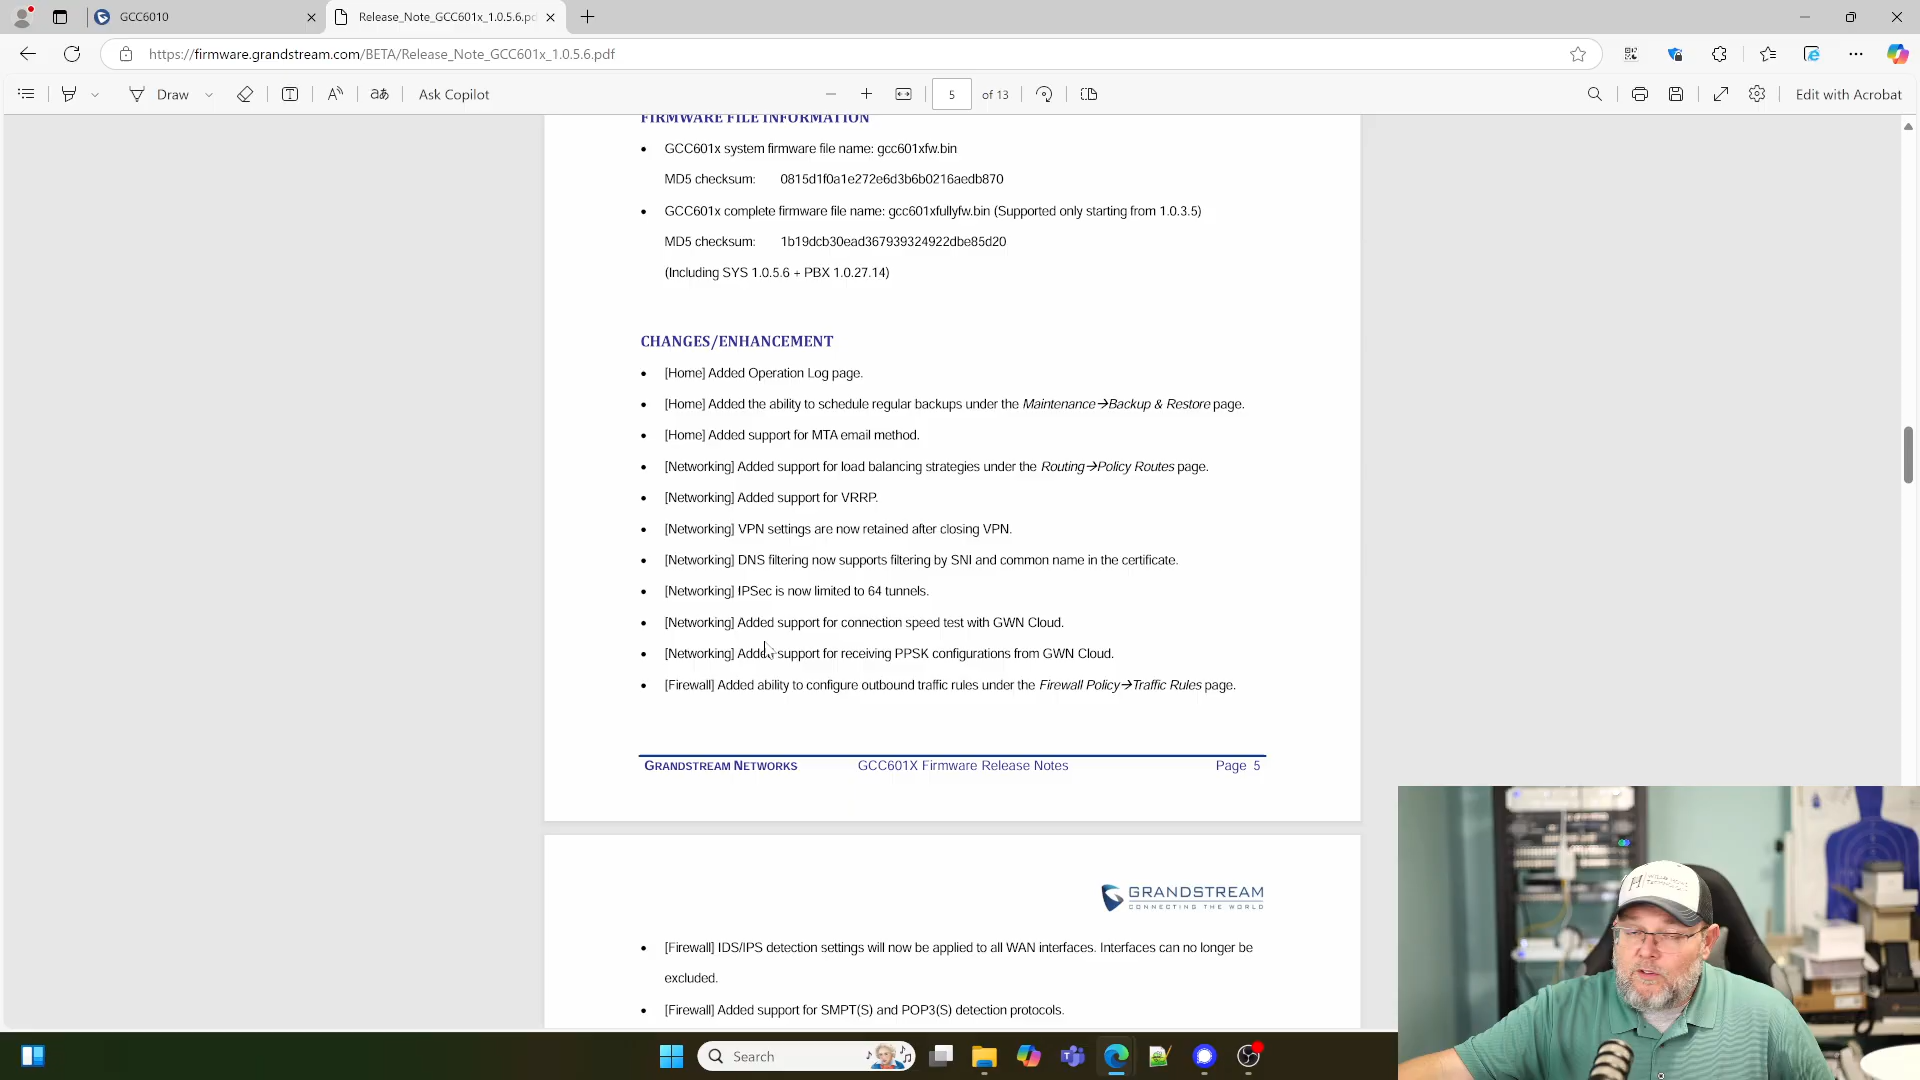 GCC6010
Release_Note_GCC601x_1.0.5.6.pd
https://firmware.grandstream.com/BETA/Release_Note_GCC601x_1.0.5.6.pdf
Draw
aあ
Ask Copilot
5 of 13
Edit with Acrobat
FIRMWARE FILE INFORMATION
• GCC601x system firmware file name: gcc601xfw.bin
MD5 checksum: 0815d1f0a1e272e6d3b6b0216aedb870
• GCC601x complete firmware file name: gcc601xfullyfw.bin (Supported only starting from 1.0.3.5)
MD5 checksum: 1b19dcb30ead367939324922dbe85d20
(Including SYS 1.0.5.6 + PBX 1.0.27.14)
CHANGES/ENHANCEMENT
• [Home] Added Operation Log page.
• [Home] Added the ability to schedule regular backups under the Maintenance→Backup & Restore page.
• [Home] Added support for MTA email method.
• [Networking] Added support for load balancing strategies under the Routing→Policy Routes page.
• [Networking] Added support for VRRP.
• [Networking] VPN settings are now retained after closing VPN.
• [Networking] DNS filtering now supports filtering by SNI and common name in the certificate.
• [Networking] IPSec is now limited to 64 tunnels.
• [Networking] Added support for connection speed test with GWN Cloud.
• [Networking] Added support for receiving PPSK configurations from GWN Cloud.
• [Firewall] Added ability to configure outbound traffic rules under the Firewall Policy→Traffic Rules page.
GRANDSTREAM NETWORKS GCC601X Firmware Release Notes Page 5
GRANDSTREAM
CONNECTING THE WORLD
• [Firewall] IDS/IPS detection settings will now be applied to all WAN interfaces. Interfaces can no longer be
excluded.
• [Firewall] Added support for SMPT(S) and POP3(S) detection protocols.
Search